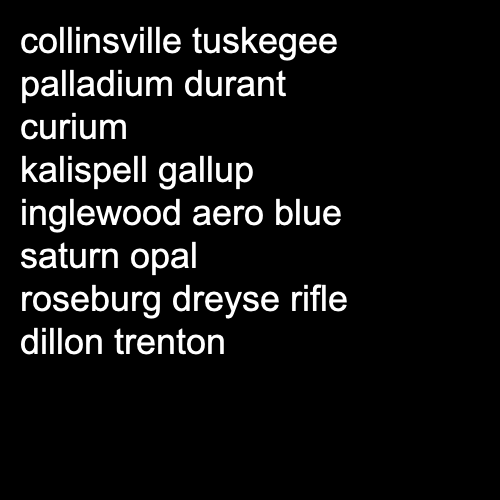 collinsville tuskegee
palladium durant
curium
kalispell gallup
inglewood aero blue
saturn opal
roseburg dreyse rifle
dillon trenton